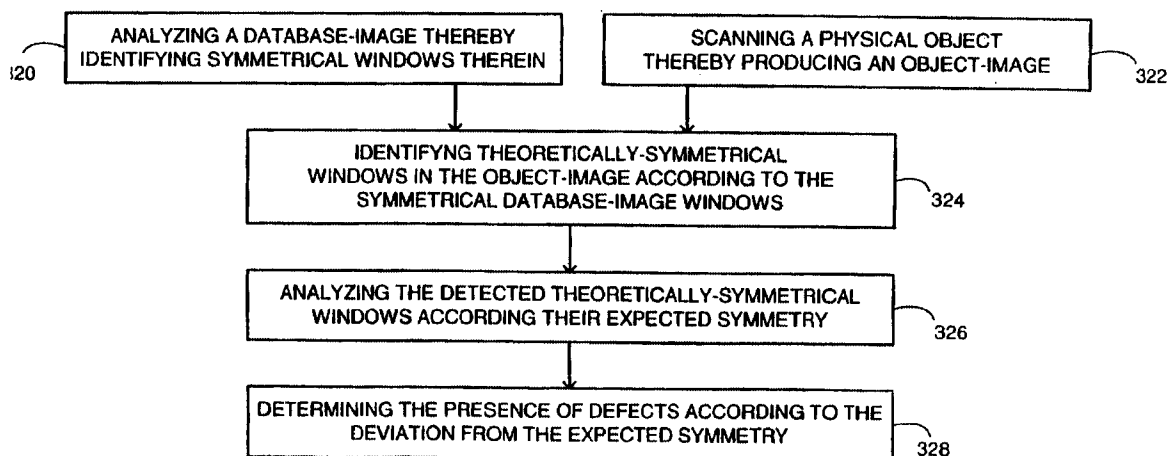 ANALYZING A DATABASE-IMAGE THEREBY
IDENTIFYING SYMMETRICAL WINDOWS THEREIN
320
SCANNING A PHYSICAL OBJECT
THEREBY PRODUCING AN OBJECT-IMAGE
322
IDENTIFYNG THEORETICALLY-SYMMETRICAL
WINDOWS IN THE OBJECT-IMAGE ACCORDING TO THE
SYMMETRICAL DATABASE-IMAGE WINDOWS
324
ANALYZING THE DETECTED THEORETICALLY-SYMMETRICAL
WINDOWS ACCORDING THEIR EXPECTED SYMMETRY
326
DETERMINING THE PRESENCE OF DEFECTS ACCORDING TO THE
DEVIATION FROM THE EXPECTED SYMMETRY
328